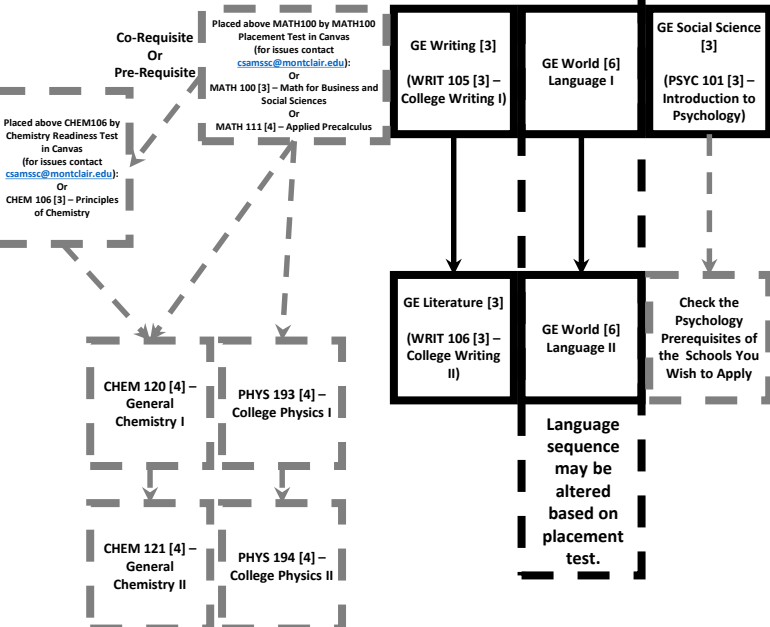 Co-Requisite
Or
Pre-Requisite
Placed above MATH100 by MATH100
Placement Test in Canvas
(for issues contact
csamssc@montclair.edu):
Or
MATH 100 [3] – Math for Business and
Social Sciences
Or
MATH 111 [4] – Applied Precalculus
GE Writing [3]
(WRIT 105 [3] –
College Writing I)
GE World [6]
Language I
GE Social Science
[3]
(PSYC 101 [3] –
Introduction to
Psychology)
Placed above CHEM106 by
Chemistry Readiness Test
in Canvas
(for issues contact
csamssc@montclair.edu):
Or
CHEM 106 [3] – Principles
of Chemistry
GE Literature [3]
(WRIT 106 [3] –
College Writing
II)
GE World [6]
Language II
Check the
Psychology
Prerequisites of
the Schools You
Wish to Apply
CHEM 120 [4] –
General
Chemistry I
PHYS 193 [4] –
College Physics I
Language
sequence
may be
altered
based on
placement
test.
CHEM 121 [4] –
General
Chemistry II
PHYS 194 [4] –
College Physics II